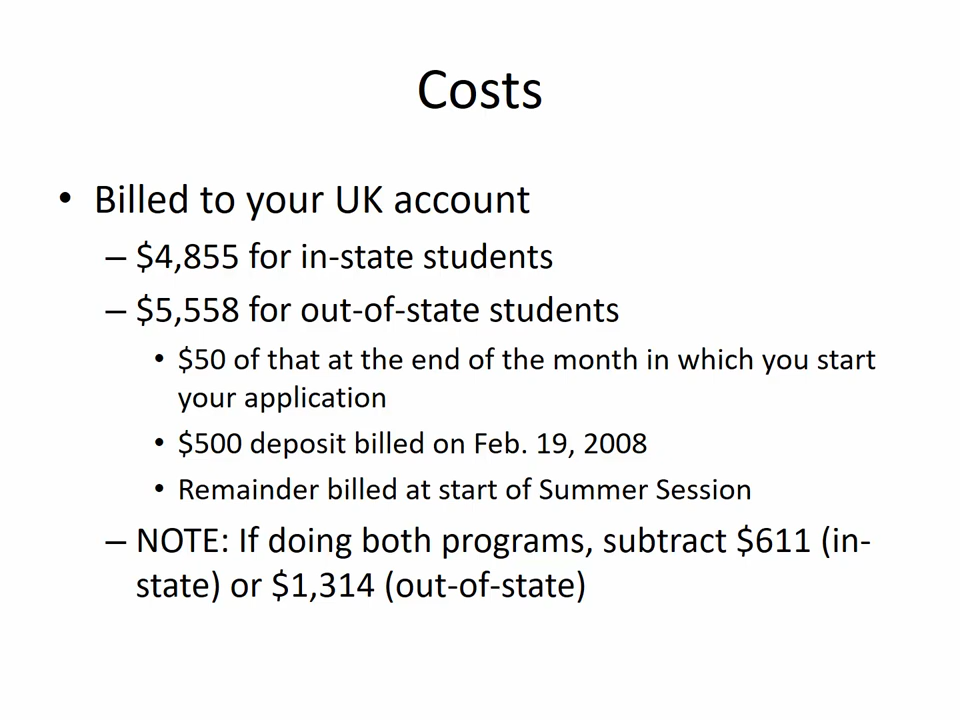 Costs
• Billed to your UK account
– $4,855 for in-state students
– $5,558 for out-of-state students
• $50 of that at the end of the month in which you start
your application
• $500 deposit billed on Feb. 19, 2008
• Remainder billed at start of Summer Session
– NOTE: If doing both programs, subtract $611 (in-
state) or $1,314 (out-of-state)